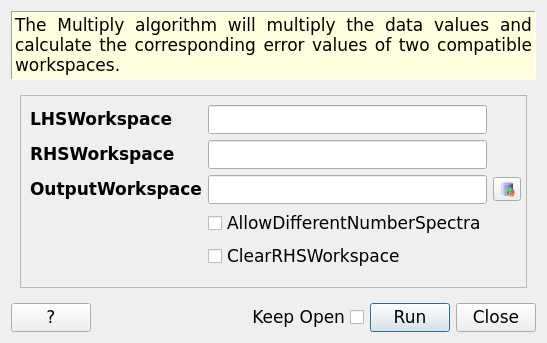 The Multiply algorithm will multiply the data values and
calculate the corresponding error values of two compatible
workspaces.
LHSWorkspace
RHSWorkspace
OutputWorkspace
AllowDifferentNumberSpectra
ClearRHSWorkspace
? Keep Open Run Close